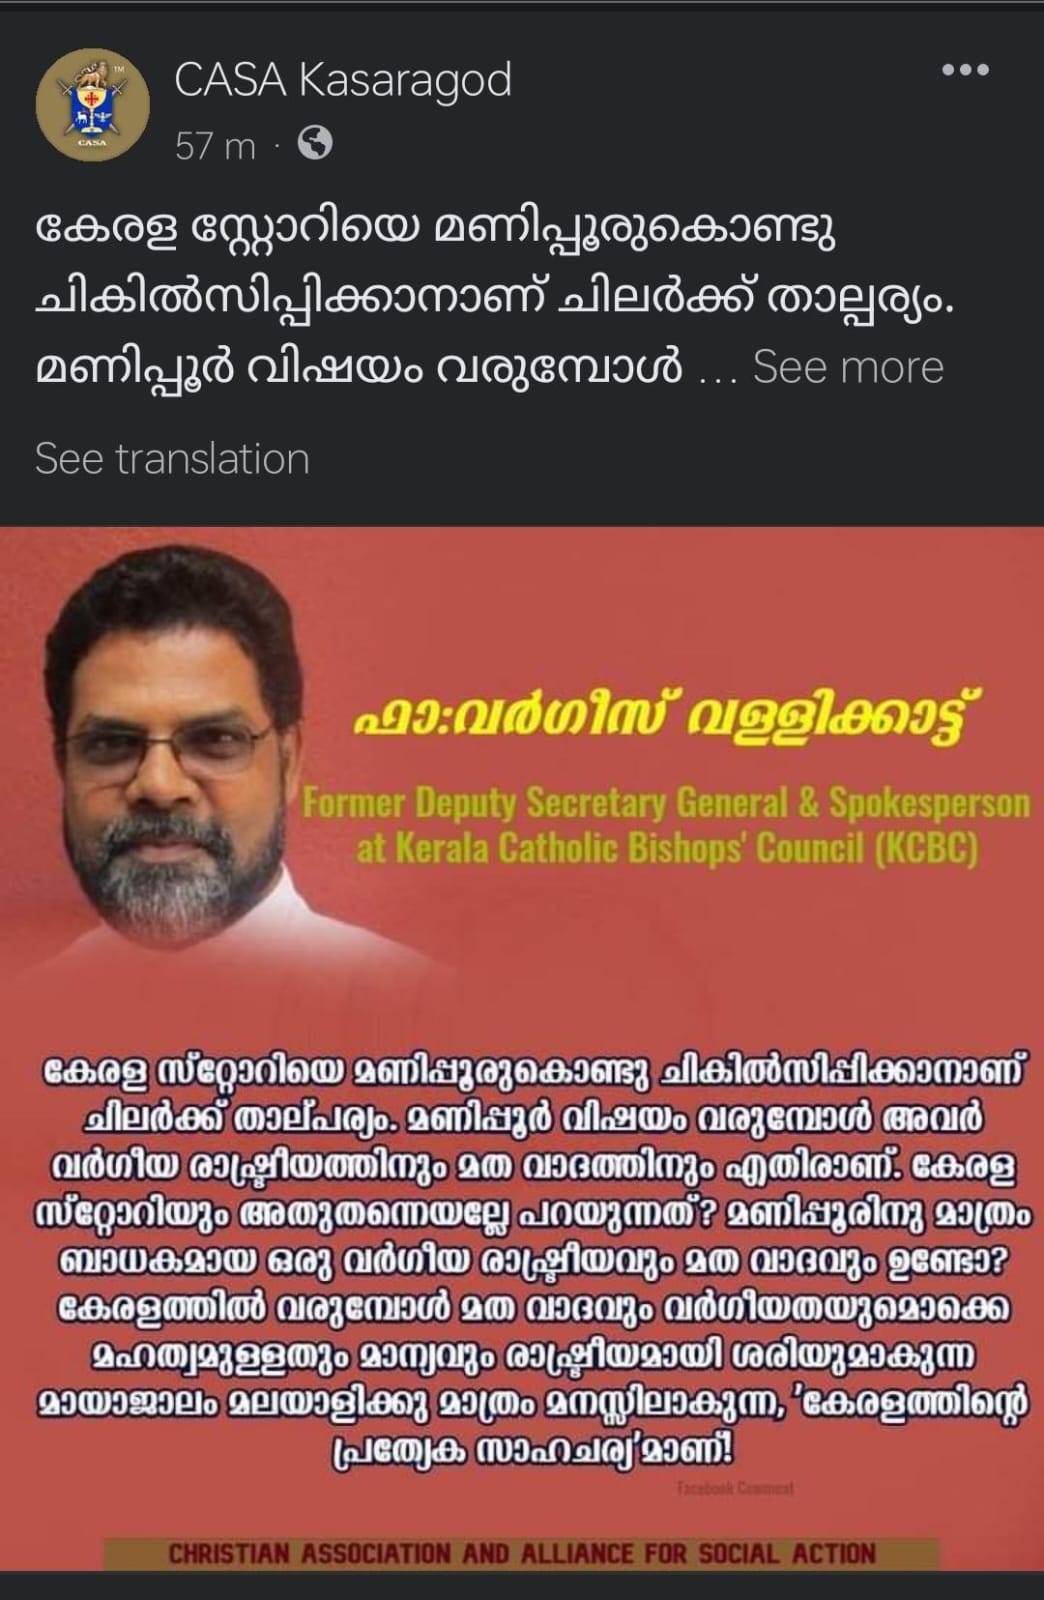 TM
CASA
CASA Kasaragod
57 m ·
കേരള സ്റ്റോറിയെ മണിപ്പൂരുകൊണ്ടു
ചികിൽസിപ്പിക്കാനാണ് ചിലർക്ക് താല്പര്യം.
മണിപ്പൂർ വിഷയം വരുമ്പോൾ ... See more
See translation
ഫാ:വർഗീസ് വള്ളിക്കാട്ട്
Former Deputy Secretary General & Spokesperson
at Kerala Catholic Bishops' Council (KCBC)
കേരള സ്റ്റോറിയെ മണിപ്പൂരുകൊണ്ടു ചികിൽസിപ്പിക്കാനാണ്
ചിലർക്ക് താല്പര്യം. മണിപ്പൂർ വിഷയം വരുമ്പോൾ അവർ
വർഗീയ രാഷ്ട്രീയത്തിനും മത വാദത്തിനും എതിരാണ്. കേരള
സ്റ്റോറിയും അതുതന്നെയല്ലേ പറയുന്നത്? മണിപ്പൂരിനു മാത്രം
ബാധകമായ ഒരു വർഗീയ രാഷ്ട്രീയവും മത വാദവും ഉണ്ടോ?
കേരളത്തിൽ വരുമ്പോൾ മത വാദവും വർഗീയതയുമൊക്കെ
മഹത്വമുള്ളതും മാന്യവും രാഷ്ട്രീയമായി ശരിയുമാകുന്ന
മായാജാലം മലയാളിക്കു മാത്രം മനസ്സിലാകുന്ന, 'കേരളത്തിന്റെ
പ്രത്യേക സാഹചര്യ'മാണ്!
Facebook Comment
CHRISTIAN ASSOCIATION AND ALLIANCE FOR SOCIAL ACTION